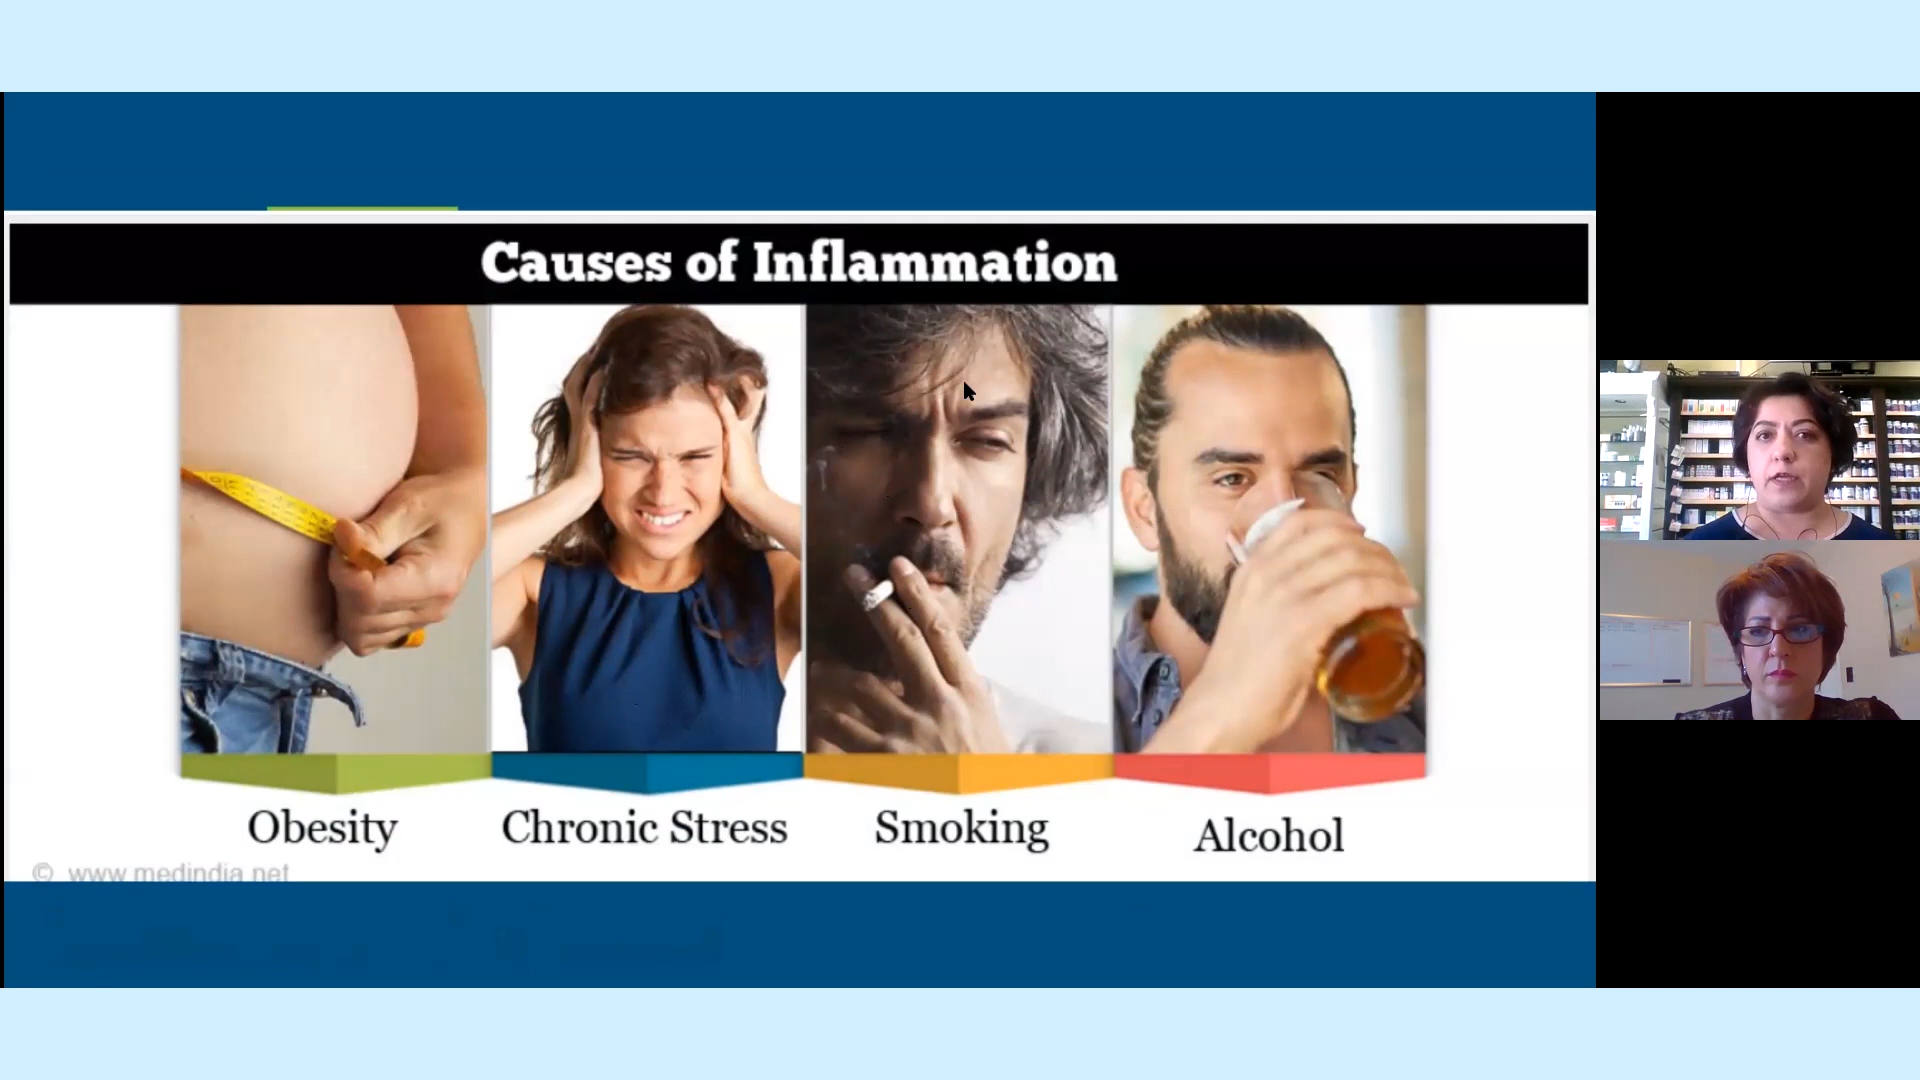 Causes of Inflammation
Obesity
Chronic Stress
Smoking
Alcohol
© www.medindia.net